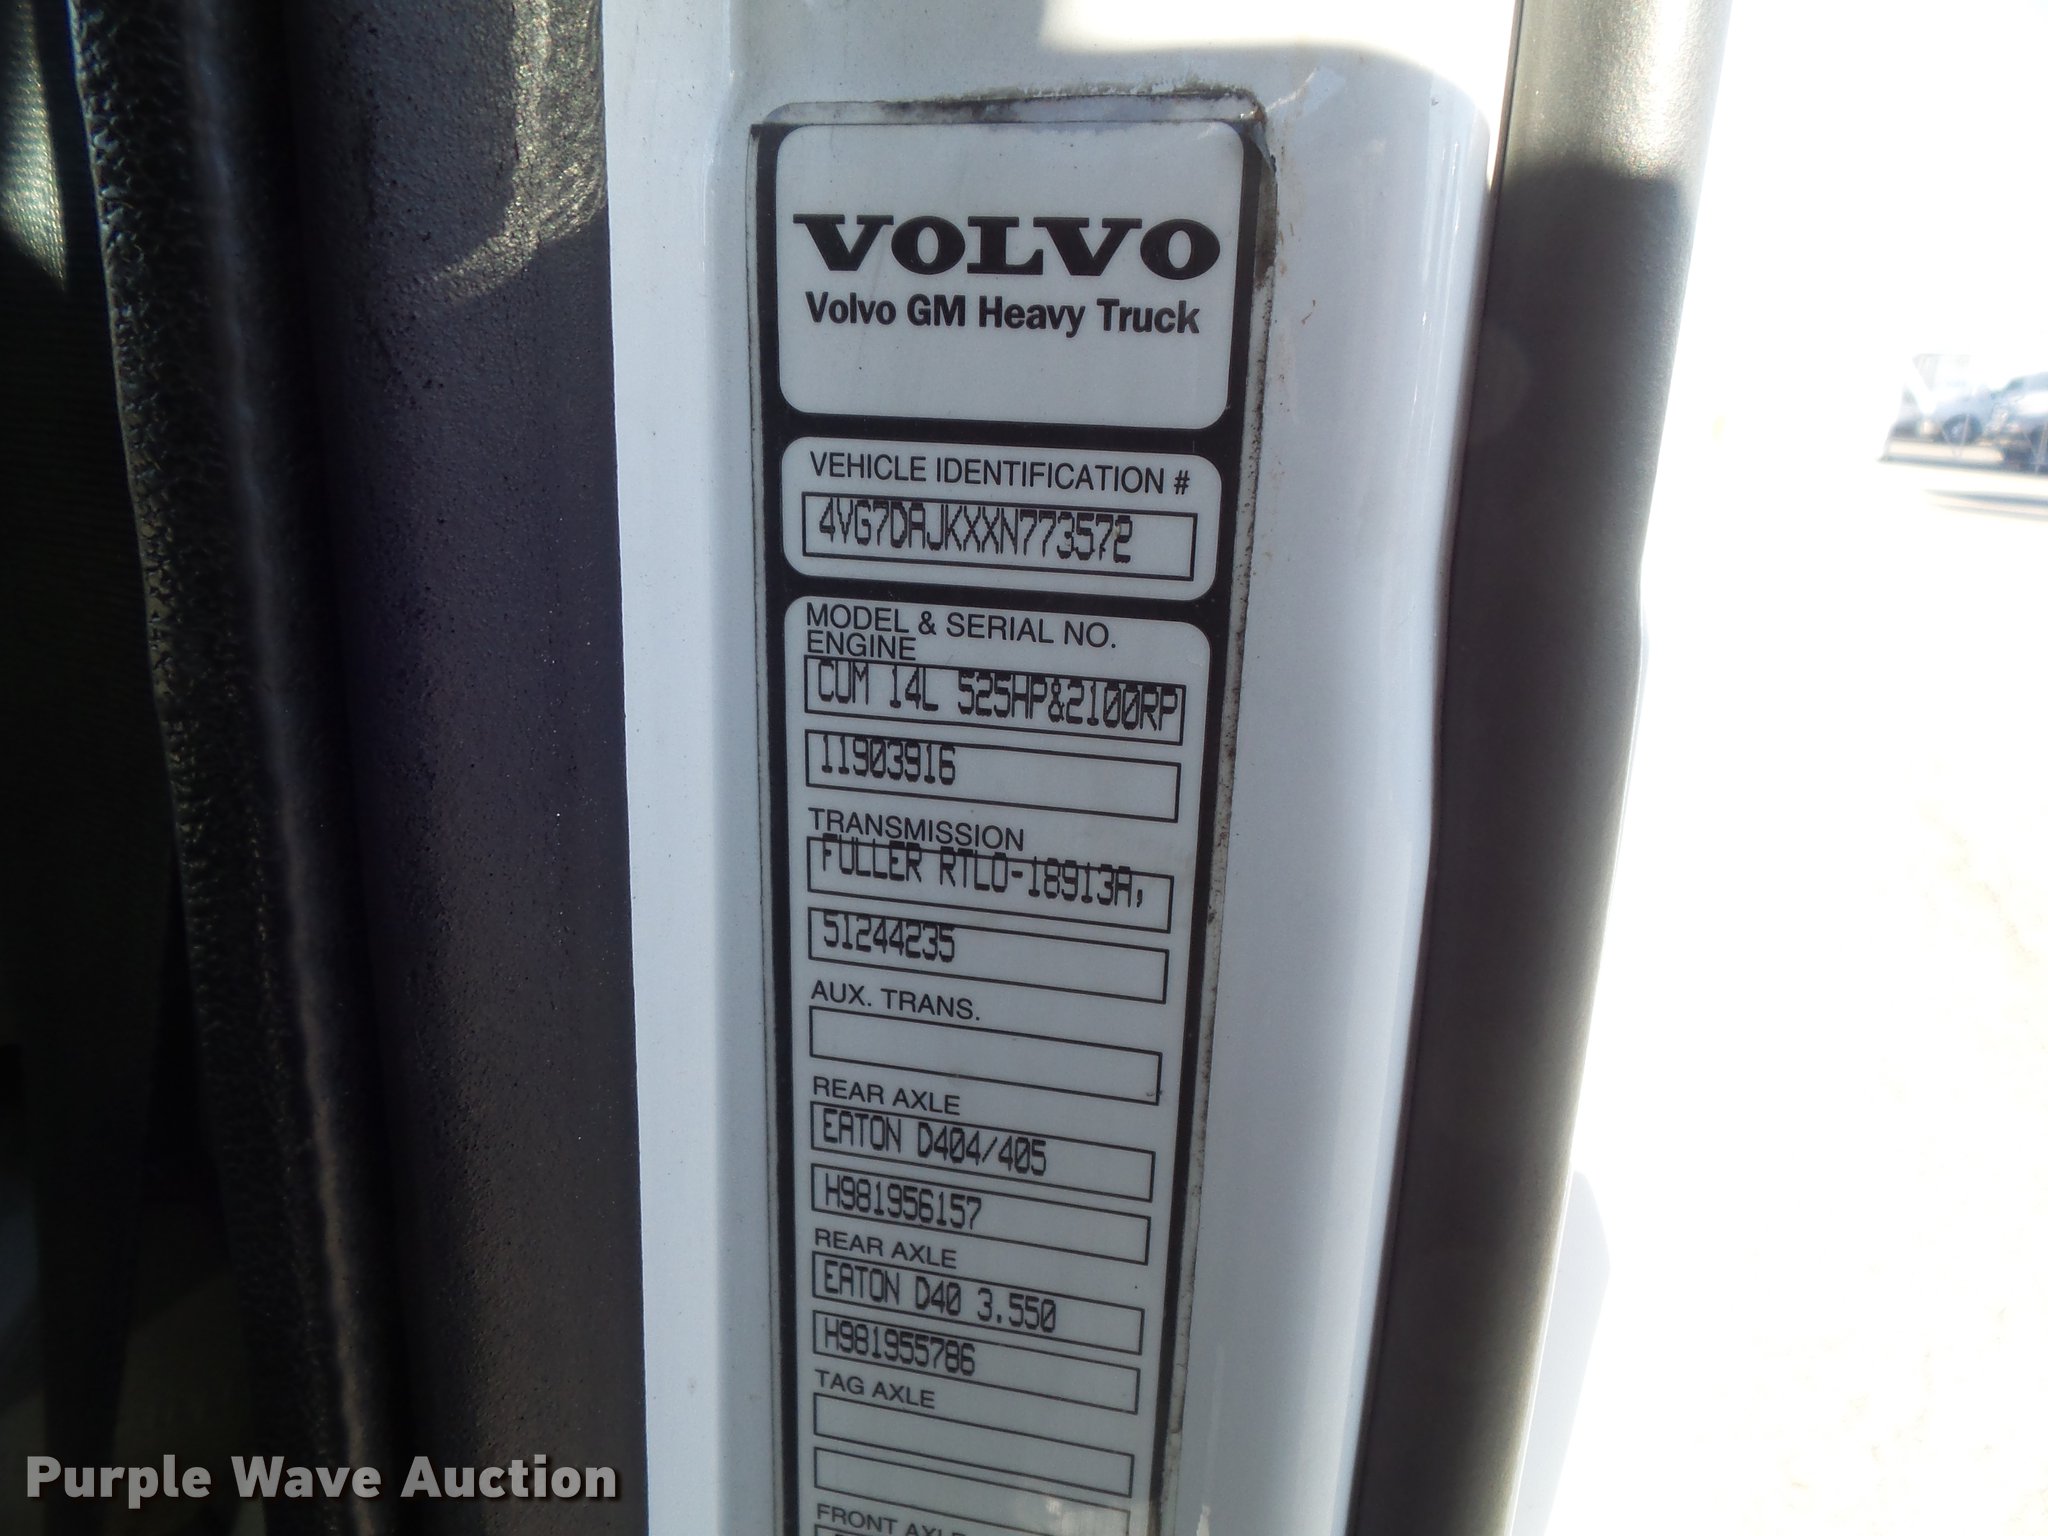 VOLVO
Volvo GM Heavy Truck
VEHICLE IDENTIFICATION #
4VG7DAJKXXN773572
MODEL & SERIAL NO.
ENGINE
CUM 14L 525HP&2100RP
11903916
TRANSMISSION
FULLER RTLO-18913A,
51244235
AUX. TRANS.
REAR AXLE
EATON D404/405
H981956157
REAR AXLE
EATON D40 3.550
H981955786
TAG AXLE
FRONT AXLE
Purple Wave Auction